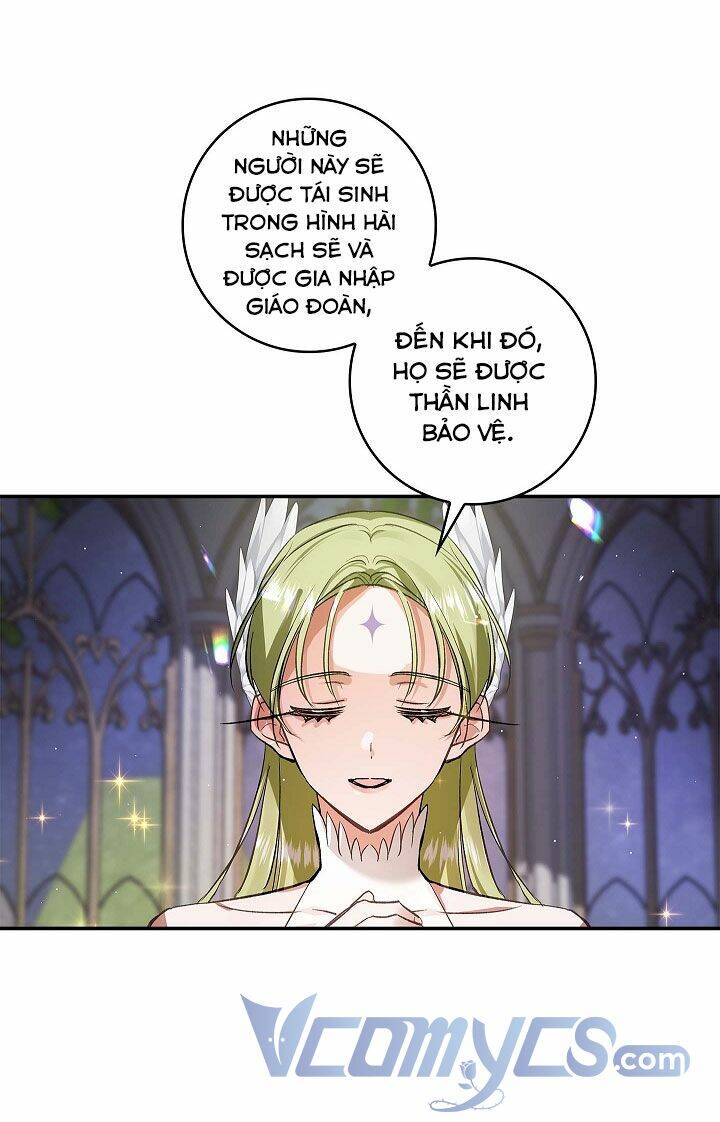 NHỮNG
NGƯỜI NÀY SẼ
ĐƯỢC TÁI SINH
TRONG HÌNH HÀI
SẠCH SẼ VÀ
ĐƯỢC GIA NHẬP
GIÁO ĐOÀN,
ĐẾN KHI ĐÓ,
HỌ SẼ ĐƯỢC
THẦN LINH
BẢO VỆ.
VCOMYCS.com